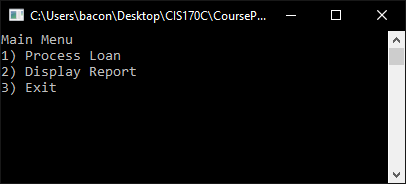 C:\Users\bacon\Desktop\CIS170C\CourseP...
Main Menu
1) Process Loan
2) Display Report
3) Exit